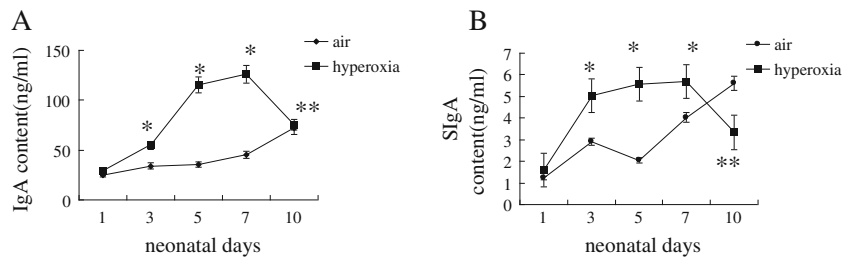 A
IgA content(ng/ml)
150
100
50
0
*
*
*
**
air
hyperoxia
1 3 5 7 10
neonatal days
B
SIgA
content(ng/ml)
7
6
5
4
3
2
1
0
*
*
*
**
air
hyperoxia
1 3 5 7 10
neonatal days